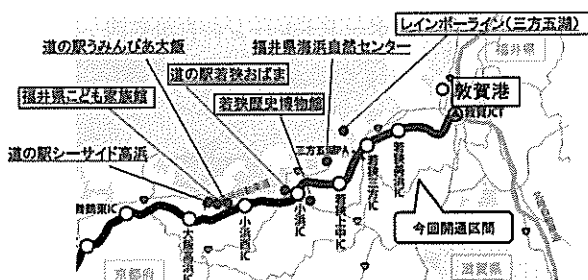 レインボーライン(三方五湖)
道の駅うみんぴあ大飯
福井県海浜自然センター
福井県
道の駅若狭おばま
福井県こども家族館
若狭歴史博物館
敦賀港
敦賀JCT
道の駅シーサイド高浜
三方五湖PA
若狭美浜IC
若狭三方IC
若狭上中IC
小浜IC
小浜西IC
大飯高浜IC
舞鶴東IC
今回開通区間
京都府
滋賀県